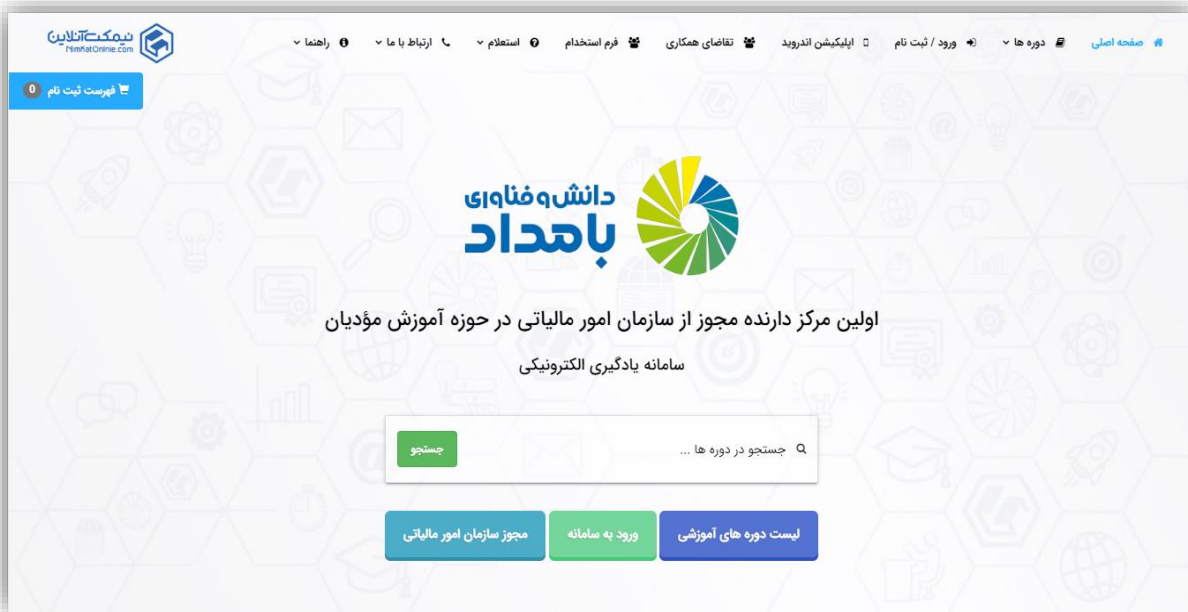 صفحه اصلی
دوره ها
ورود / ثبت نام
اپلیکیشن اندروید
تقاضای همکاری
فرم استخدام
استعلام
ارتباط با ما
راهنما
نیمکت آنلاین
NimkatOnline.com
فهرست ثبت نام 0
دانش و فناوری
بامداد
اولین مرکز دارنده مجوز از سازمان امور مالیاتی در حوزه آموزش مؤدیان
سامانه یادگیری الکترونیکی
جستجو در دوره ها ...
جستجو
لیست دوره های آموزشی
ورود به سامانه
مجوز سازمان امور مالیاتی